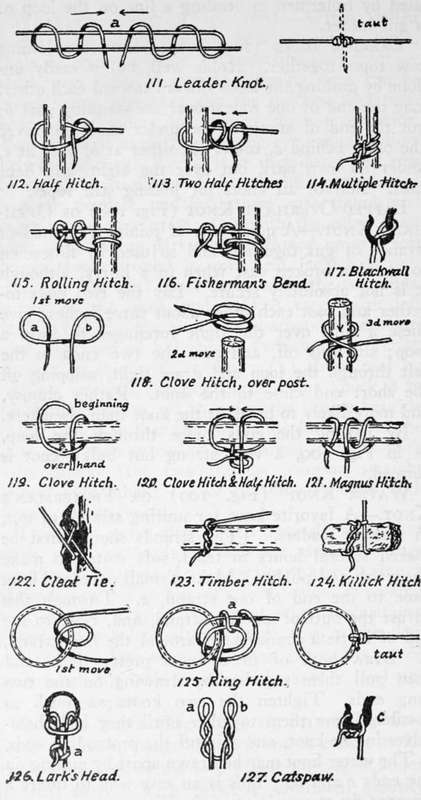 a
taut
111. Leader Knot.
112. Half Hitch.
113. Two Half Hitches
114. Multiple Hitch.
115. Rolling Hitch.
116. Fisherman's Bend.
117. Blackwall
Hitch.
1st move
a
b
2d move
3d move
118. Clove Hitch, over post.
beginning
overhand
119. Clove Hitch.
120. Clove Hitch & Half Hitch.
121. Magnus Hitch.
122. Cleat Tie.
123. Timber Hitch.
124. Killick Hitch
a
1st move
taut
125. Ring Hitch.
a
126. Lark's Head.
a
b
C
127. Catspaw.